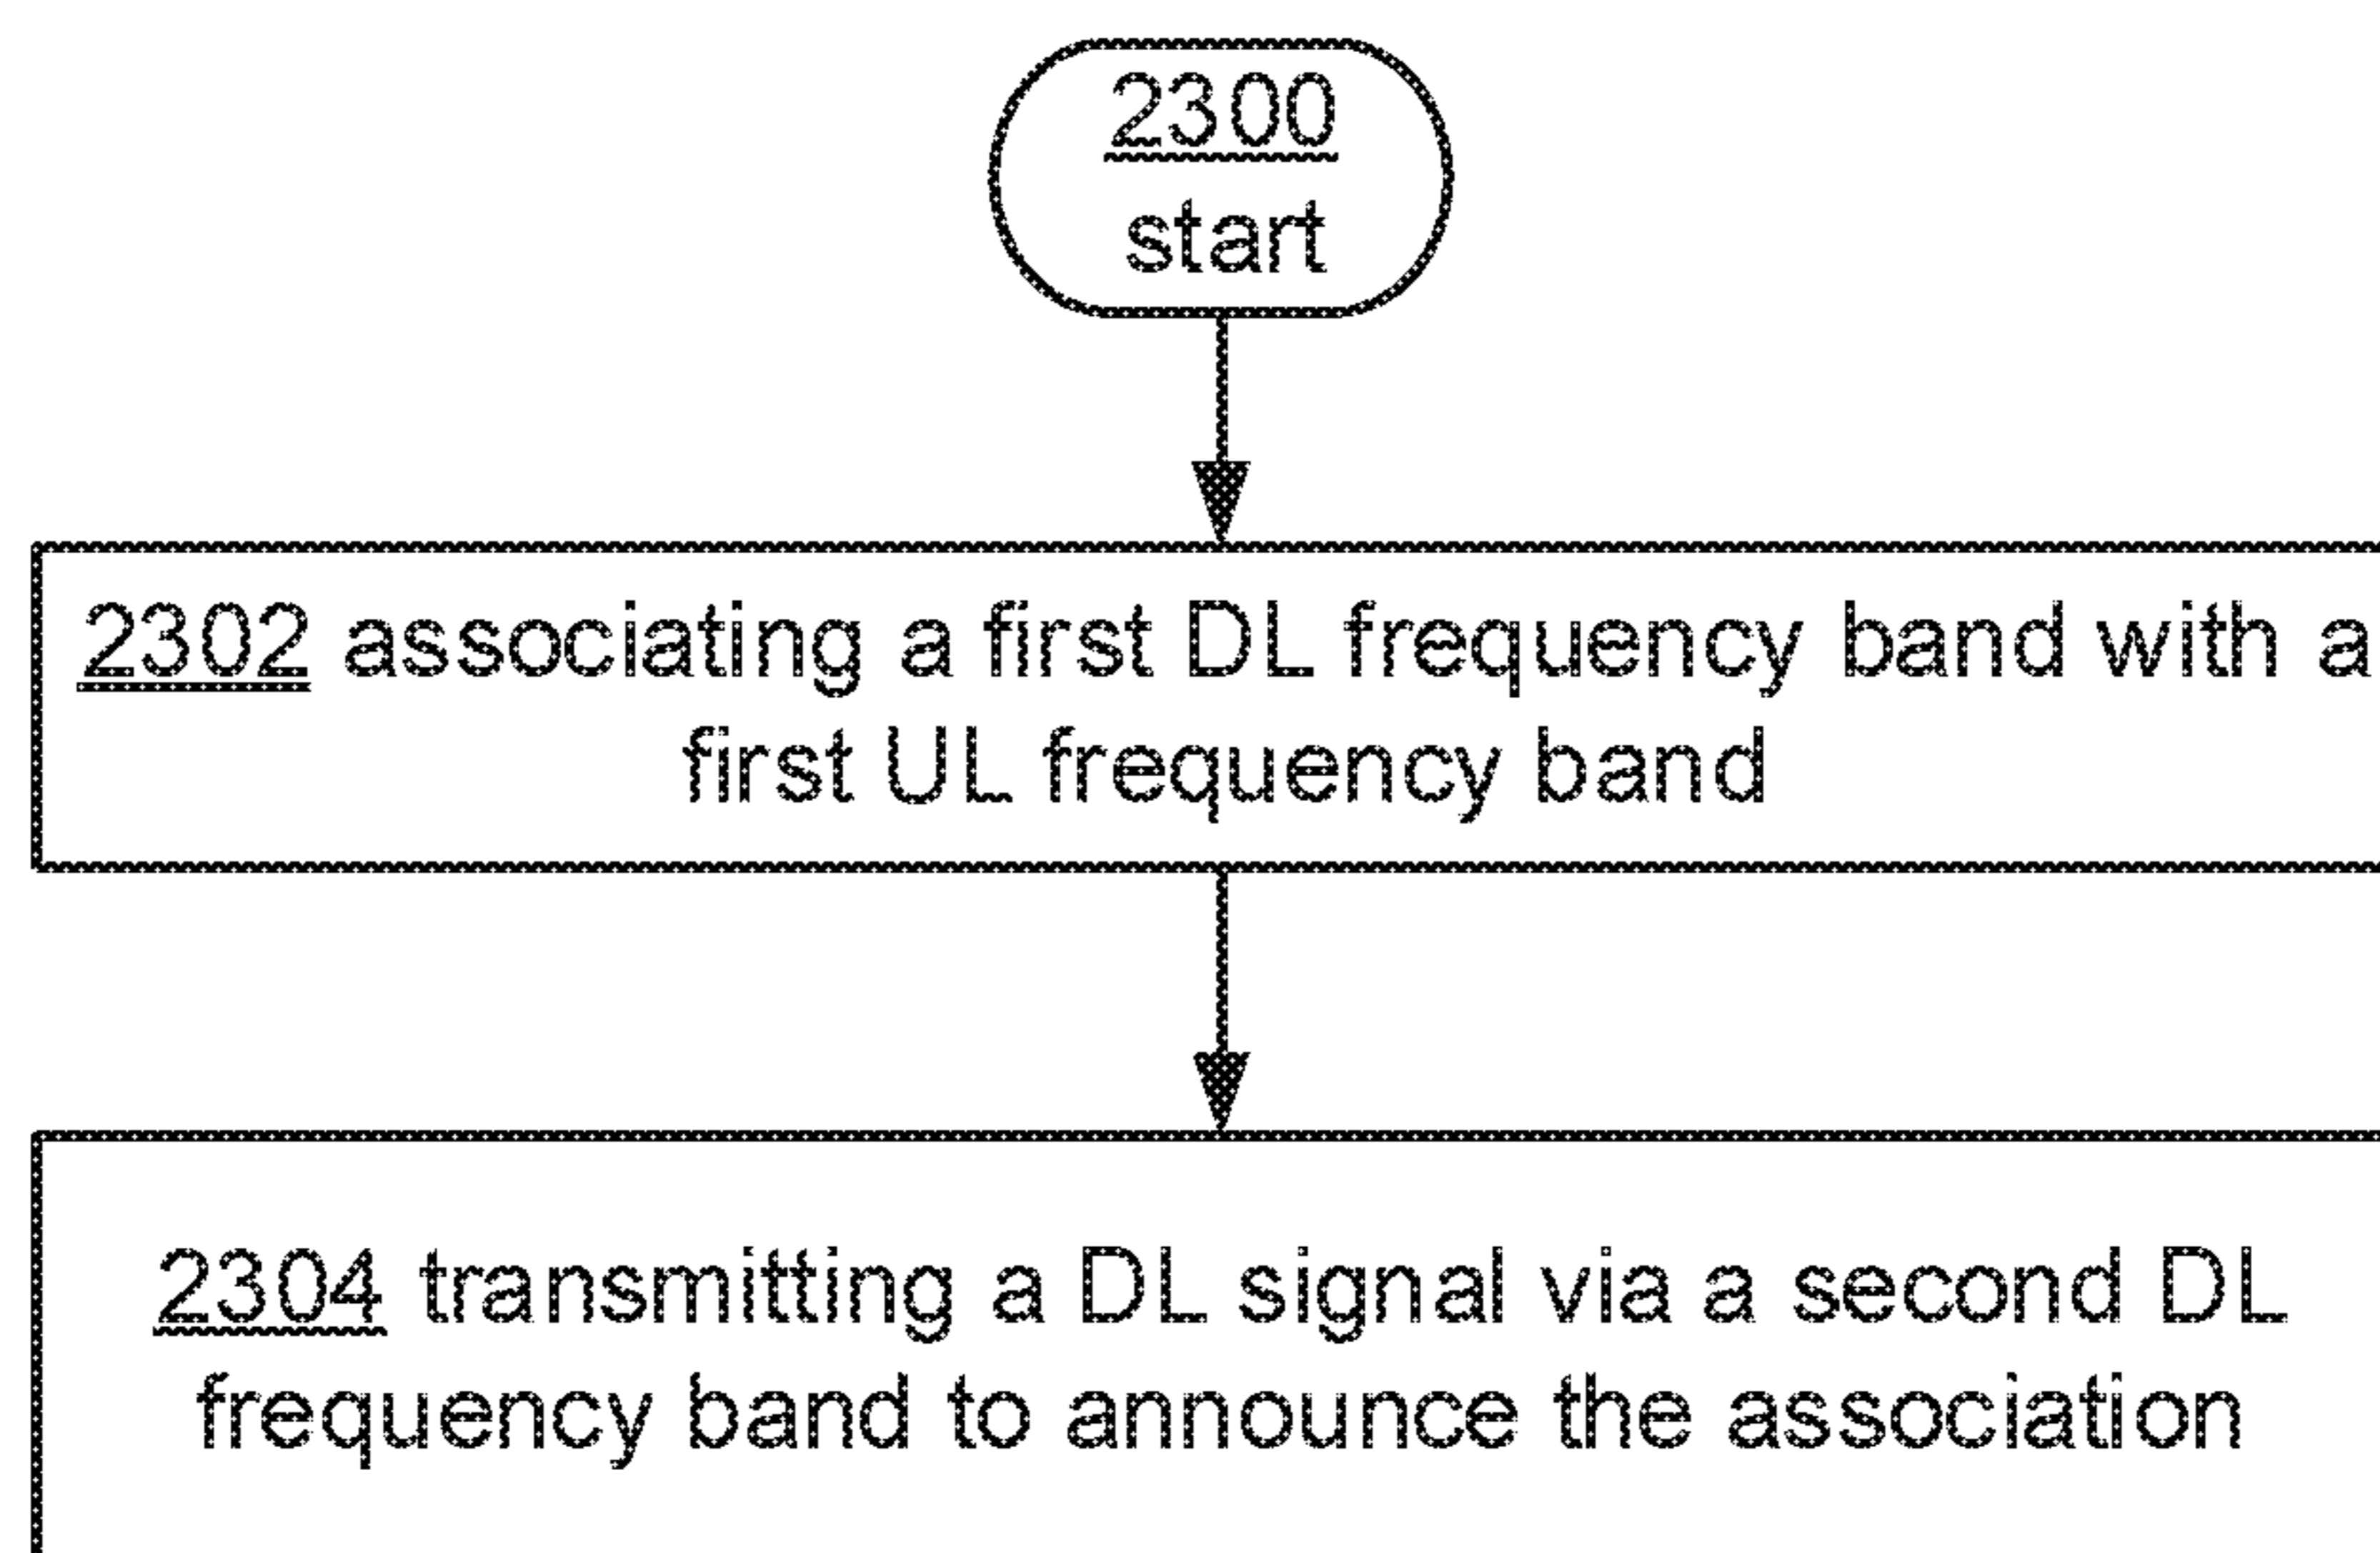 2300
start
2302 associating a first DL frequency band with a
first UL frequency band
2304 transmitting a DL signal via a second DL
frequency band to announce the association